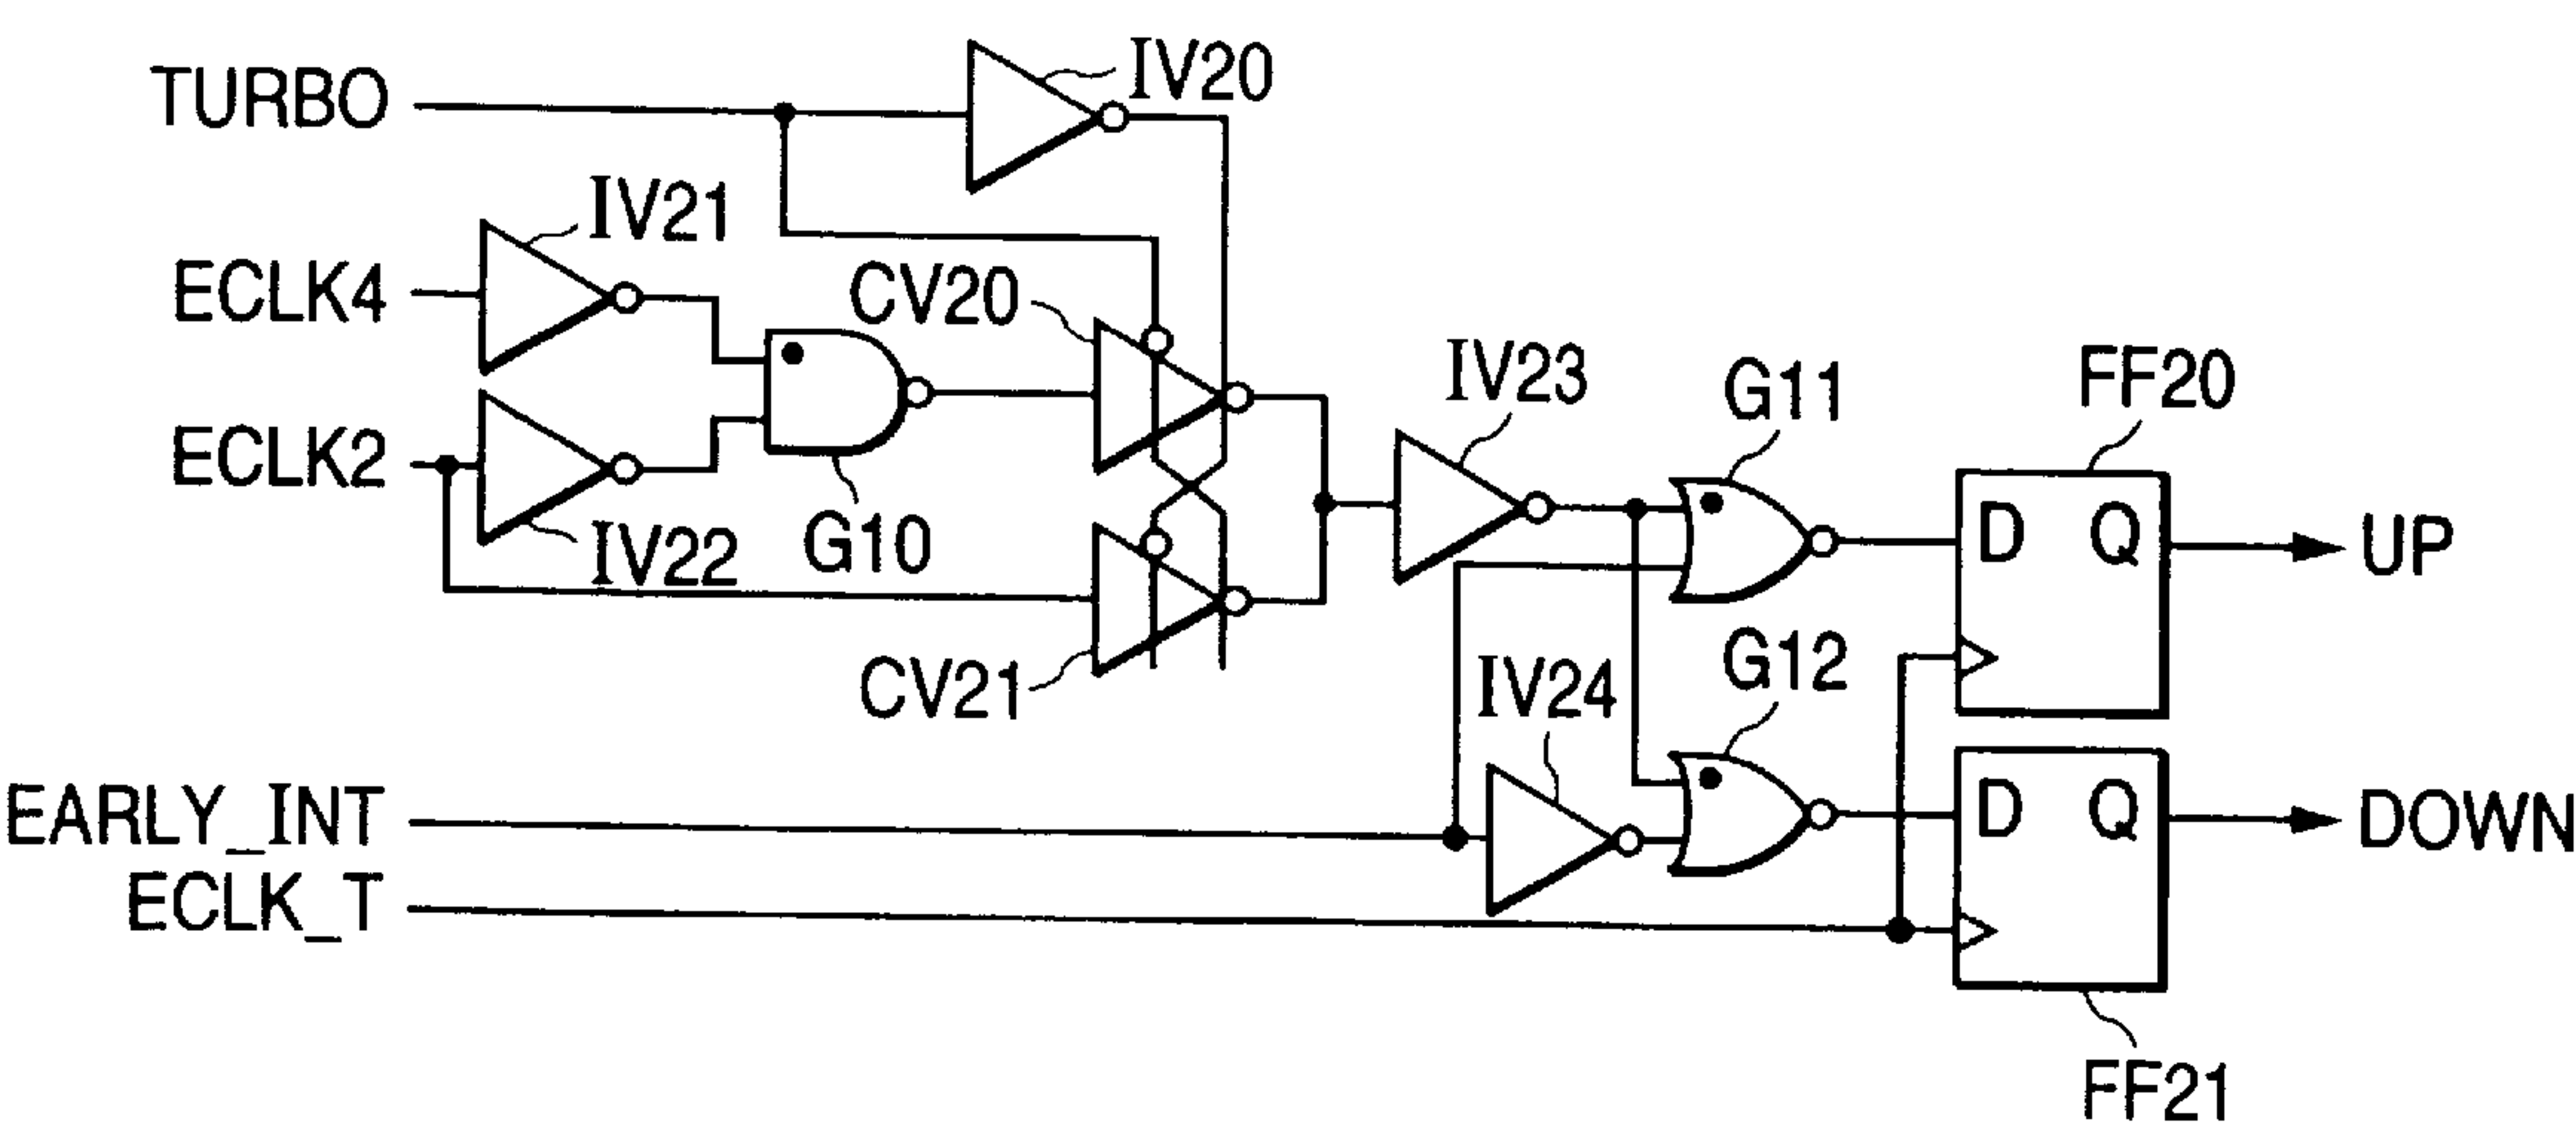 TURBO
IV20
IV21
ECLK4
CV20
ECLK2
IV22
G10
IV23
G11
FF20
D
Q
UP
CV21
IV24
G12
EARLY_INT
D
Q
DOWN
ECLK_T
FF21